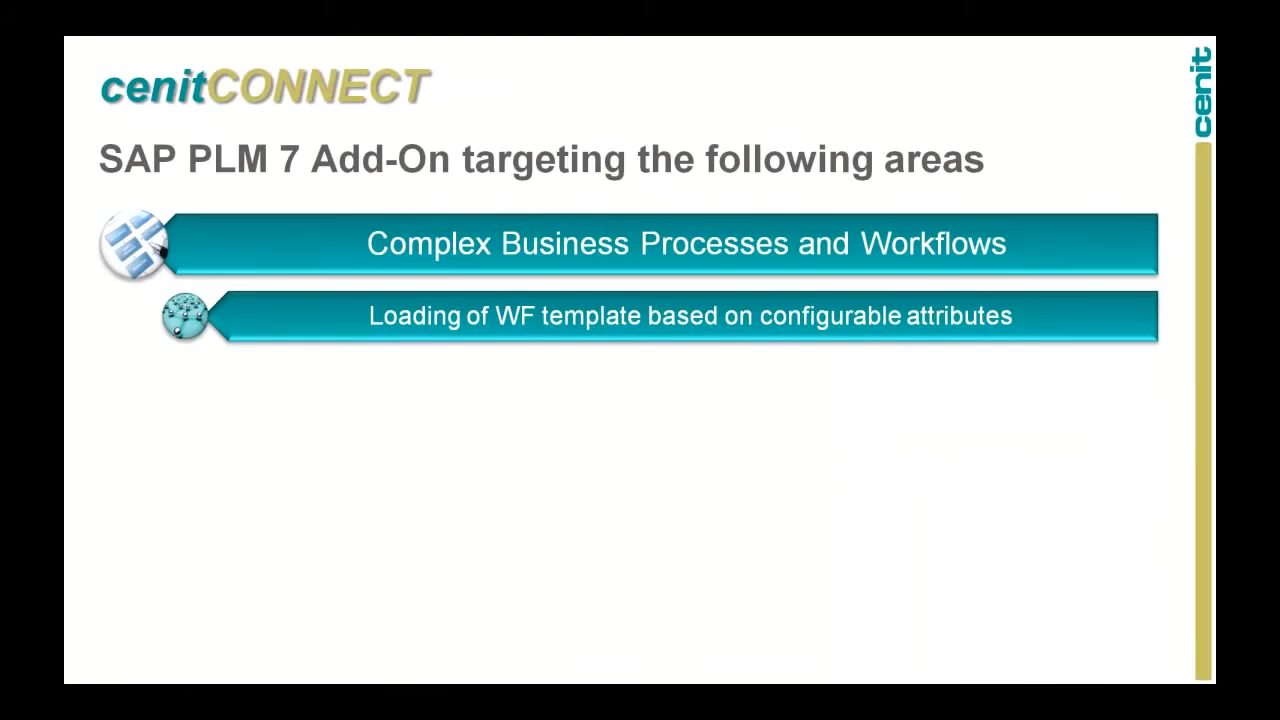 cenitCONNECT
cenit
SAP PLM 7 Add-On targeting the following areas
Complex Business Processes and Workflows
Loading of WF template based on configurable attributes